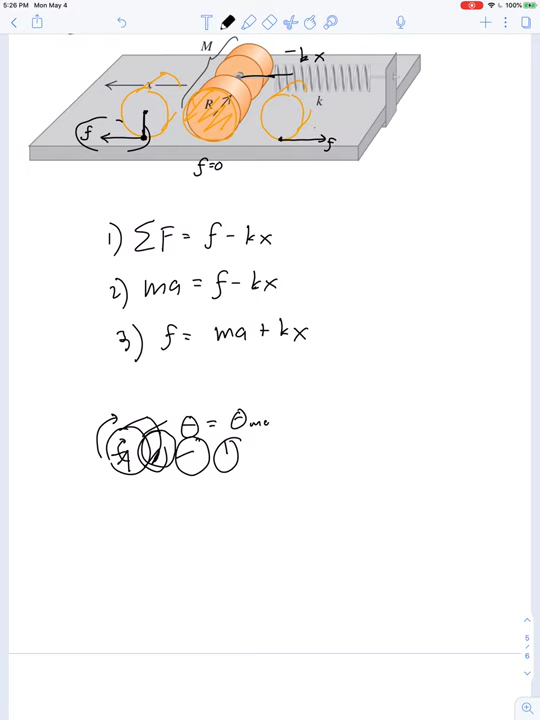 5:26 PM Mon May 4
100%
M
-kx
x
R
k
f
f
f=0
1) ΣF = f - kx
2) ma = f - kx
3) f = ma + kx
θ = θma
5
/
6